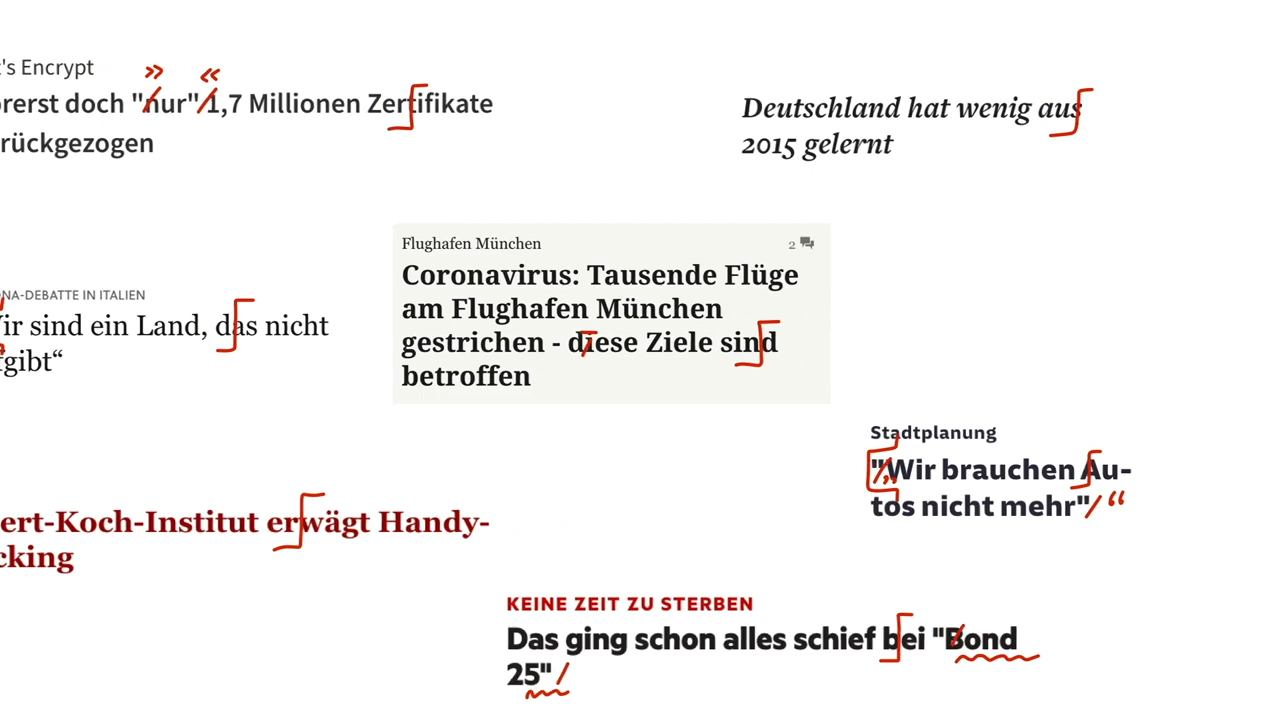 t's Encrypt
» «
orerst doch "nur" 1,7 Millionen Zertifikate
rückgezogen
Deutschland hat wenig aus
2015 gelernt
Flughafen München
2
Coronavirus: Tausende Flüge
am Flughafen München
gestrichen - diese Ziele sind
betroffen
NA-DEBATTE IN ITALIEN
ir sind ein Land, das nicht
fgibt“
Stadtplanung
"Wir brauchen Au-
tos nicht mehr" “
ert-Koch-Institut erwägt Handy-
cking
KEINE ZEIT ZU STERBEN
Das ging schon alles schief bei "Bond
25"